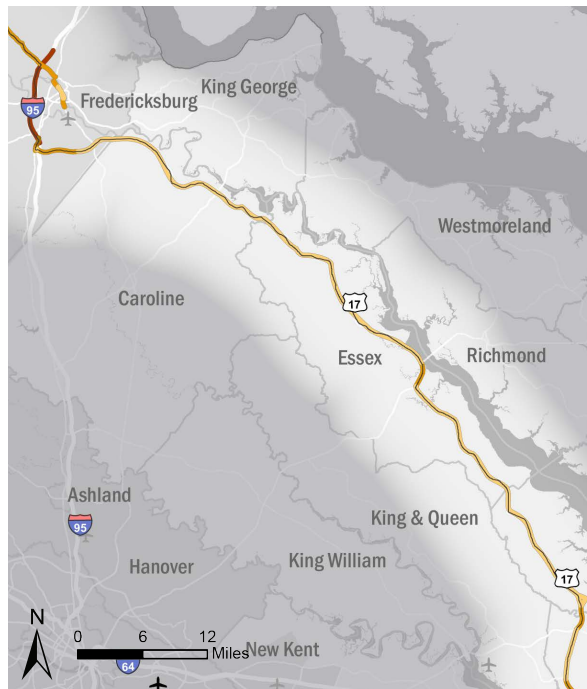 King George
Fredericksburg
95
Westmoreland
Caroline
17
Essex
Richmond
Ashland
95
King & Queen
Hanover
King William
17
N
0 6 12
Miles
New Kent
64